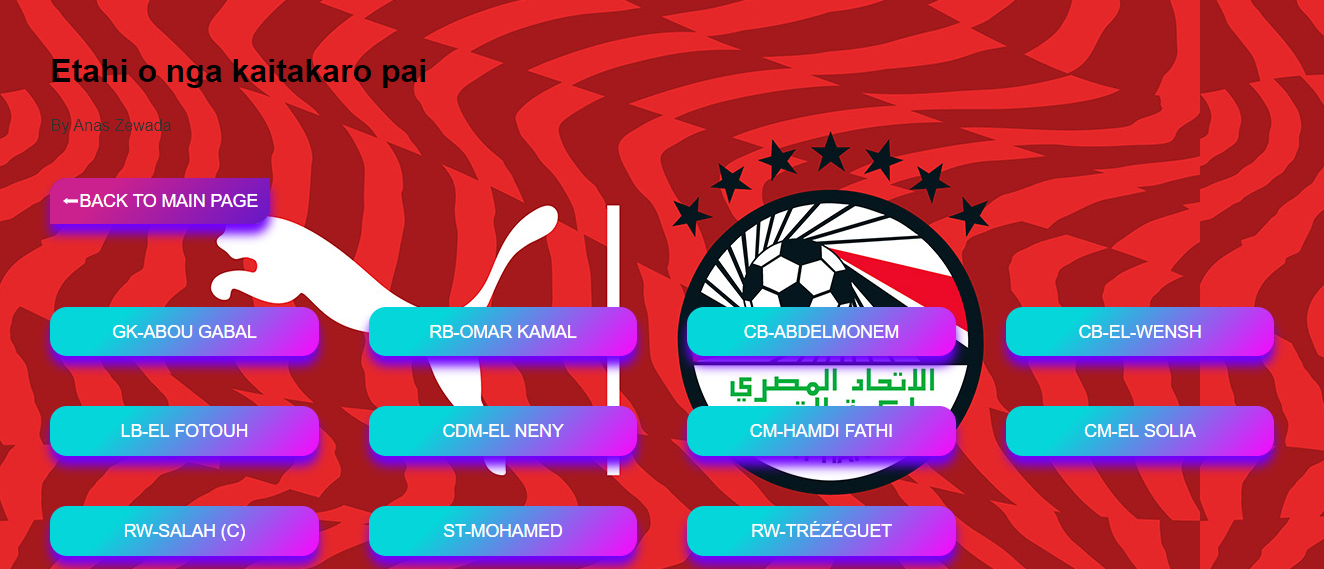 Etahi o nga kaitakaro pai
By Anas Zewada
⬅BACK TO MAIN PAGE
GK-ABOU GABAL
RB-OMAR KAMAL
CB-ABDELMONEM
CB-EL-WENSH
الاتحاد المصري
LB-EL FOTOUH
CDM-EL NENY
CM-HAMDI FATHI
CM-EL SOLIA
RW-SALAH (C)
ST-MOHAMED
RW-TRÉZÉGUET